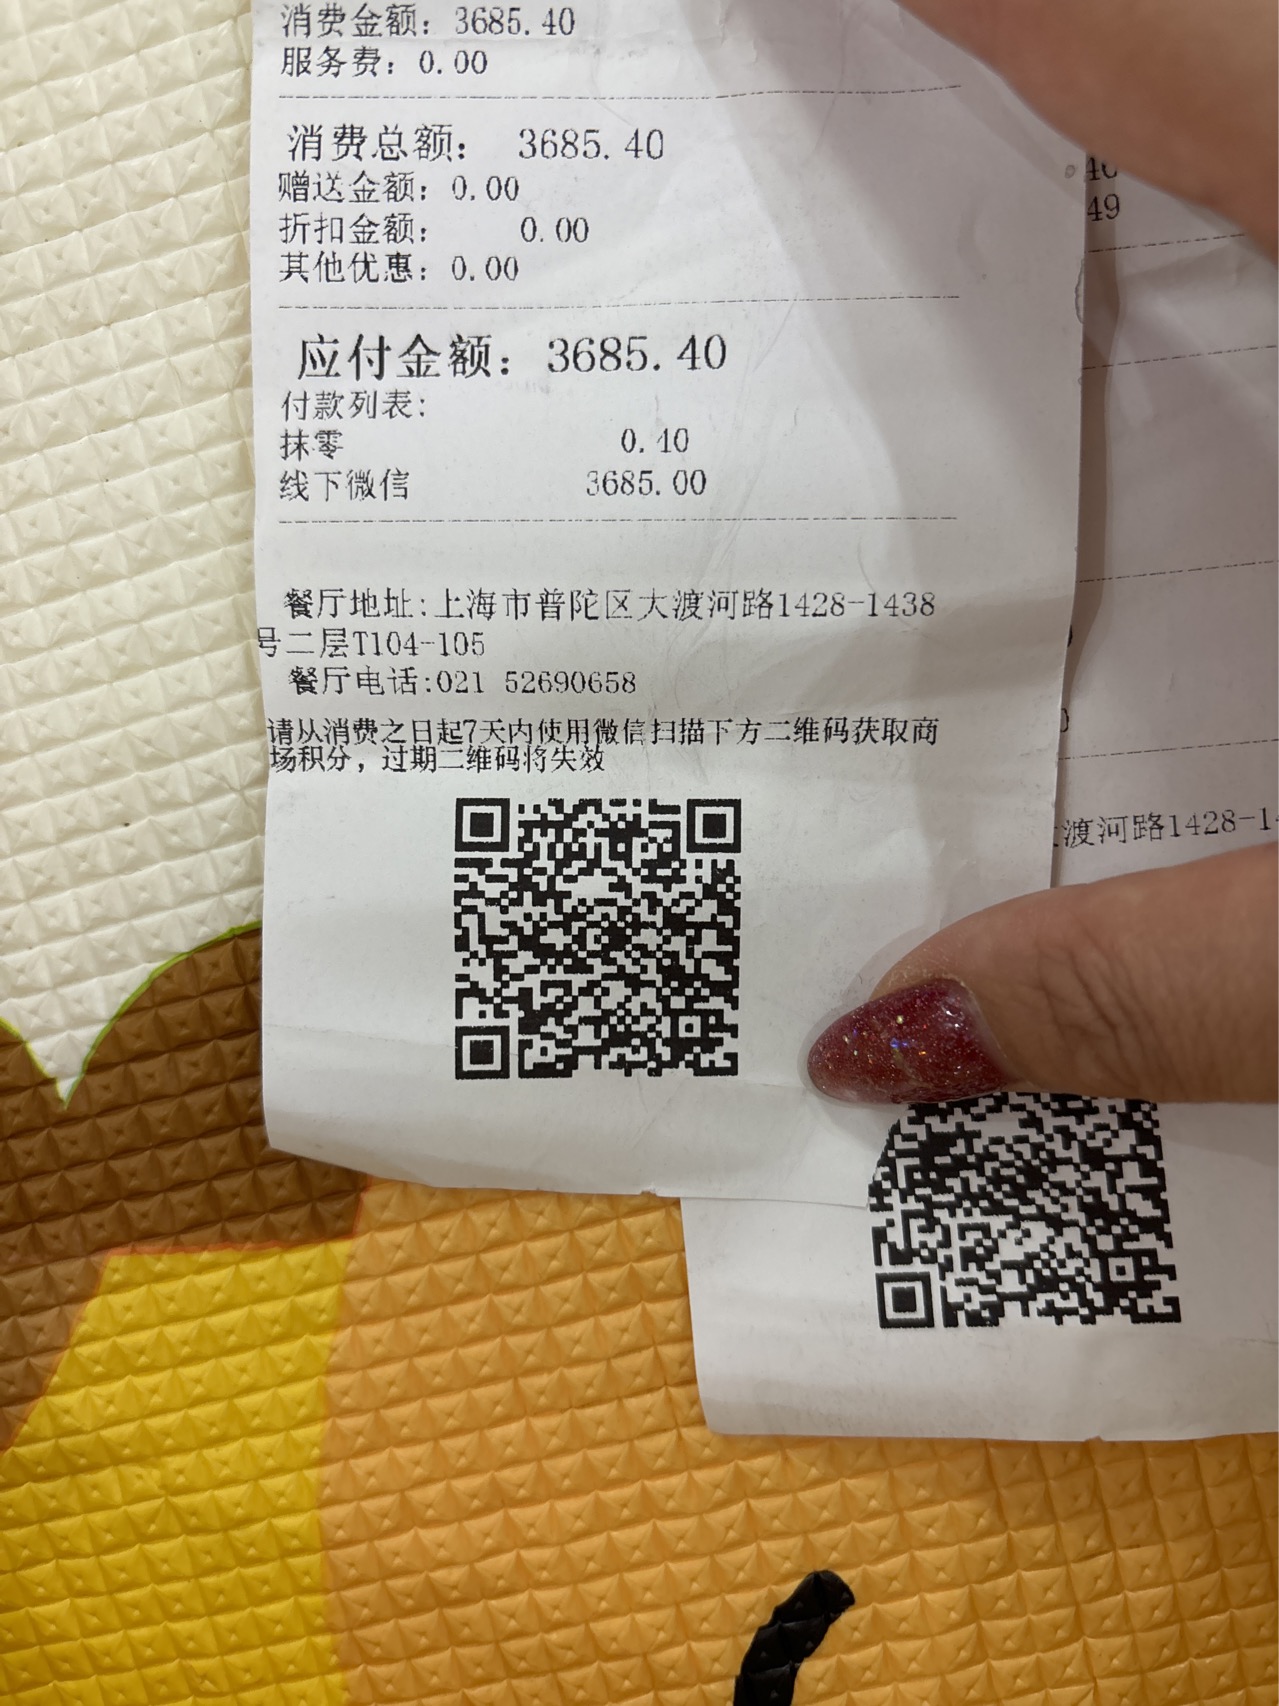 消费金额：3685.40
服务费：0.00
消费总额： 3685.40
赠送金额：0.00
折扣金额： 0.00
其他优惠：0.00
应付金额：3685.40
付款列表：
抹零 0.40
线下微信 3685.00
餐厅地址:上海市普陀区大渡河路1428-1438
号二层T104-105
餐厅电话:021 52690658
请从消费之日起7天内使用微信扫描下方二维码获取商
场积分，过期二维码将失效
49
渡河路1428-1